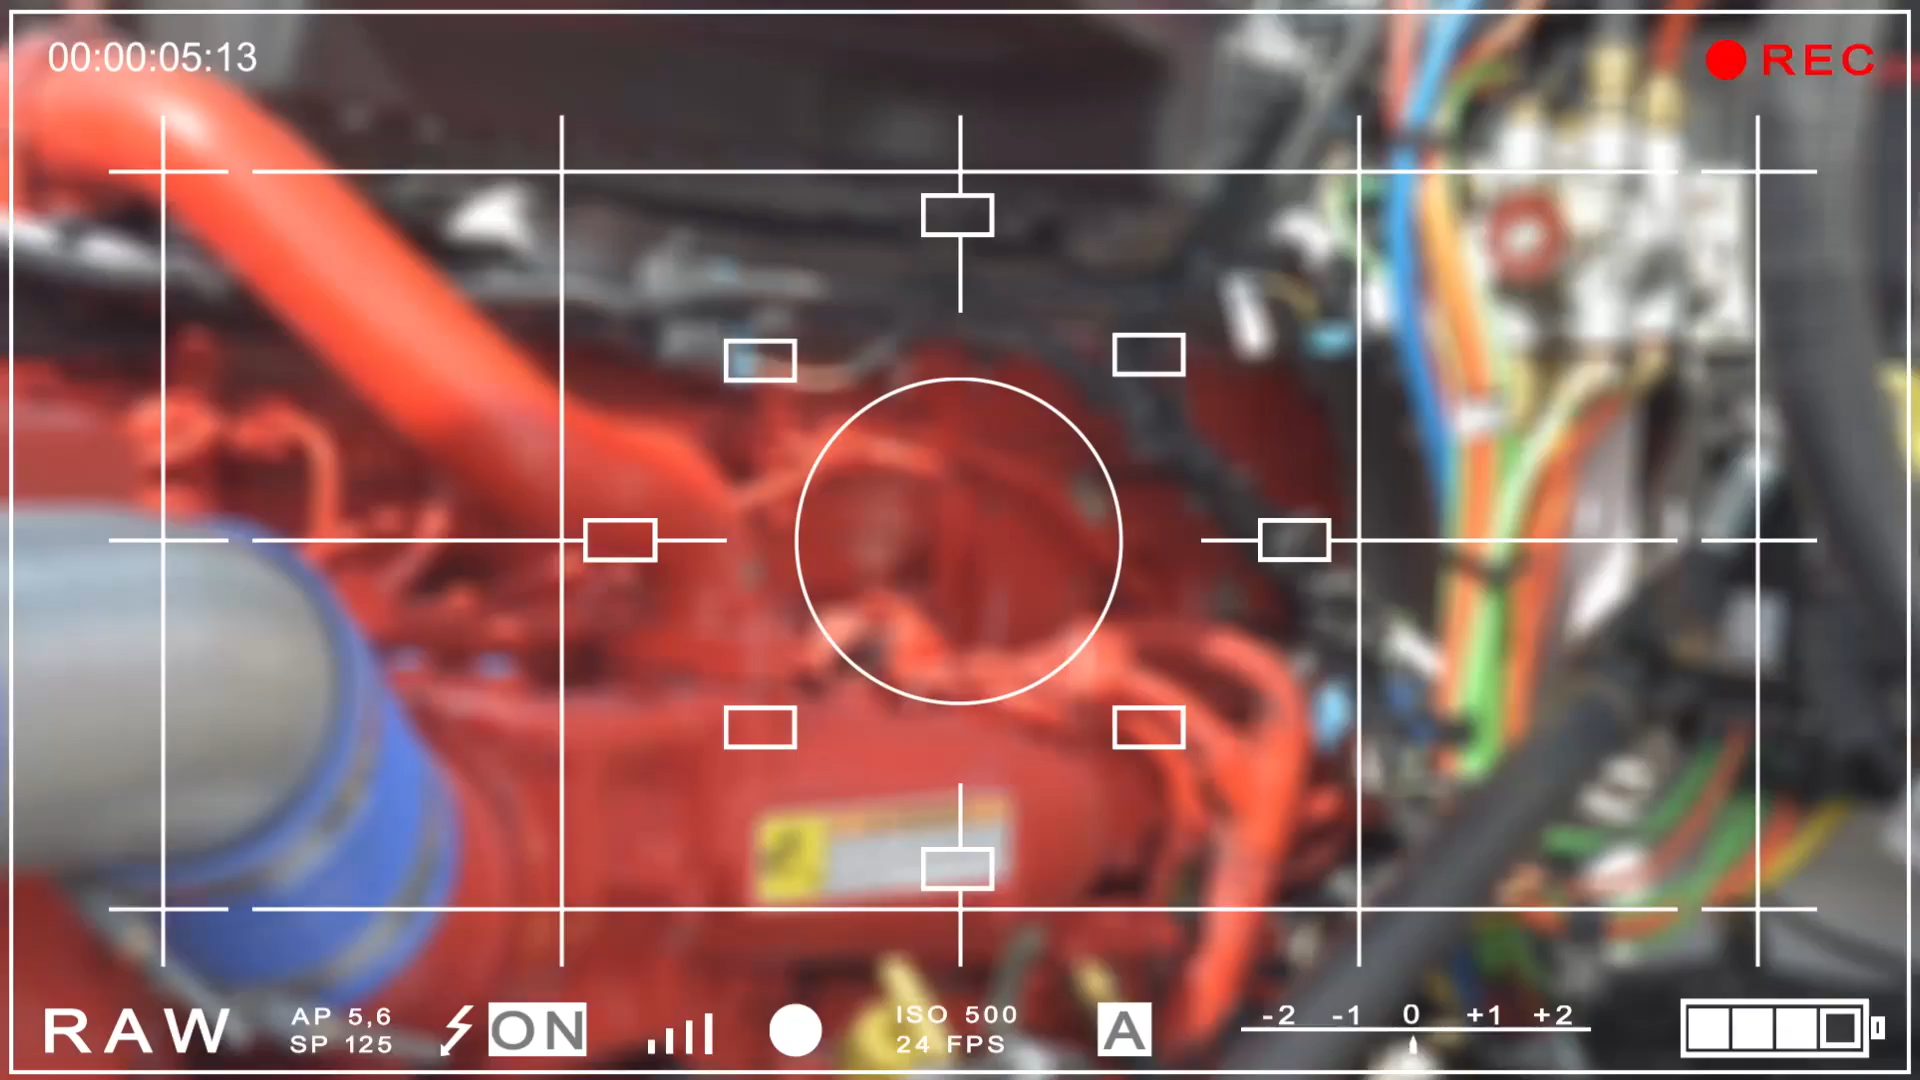 00:00:05:13
REC
RAW
AP 5,6
SP 125
ON
ISO 500
24 FPS
A
-2 -1 0 +1 +2